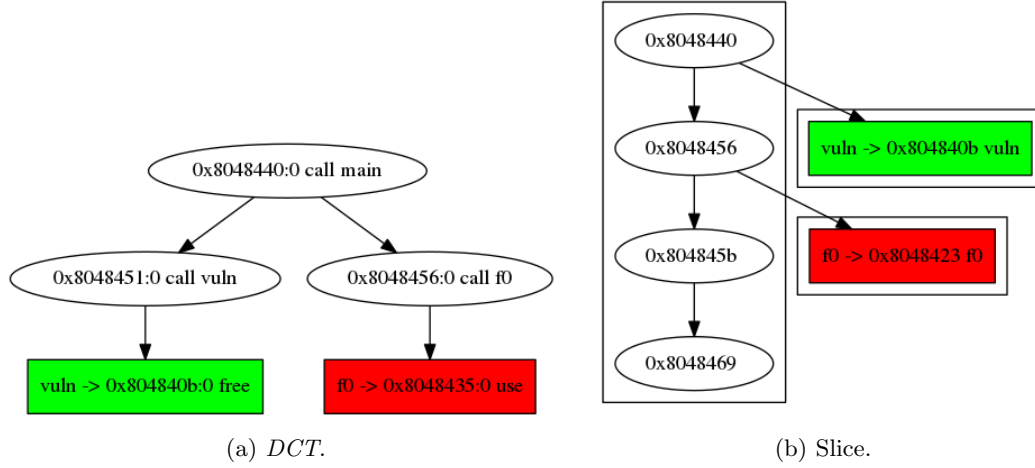 0x8048440:0 call main
0x8048451:0 call vuln
0x8048456:0 call f0
vuln -> 0x804840b:0 free
f0 -> 0x8048435:0 use
(a) DCT.
0x8048440
0x8048456
vuln -> 0x804840b vuln
0x804845b
f0 -> 0x8048423 f0
0x8048469
(b) Slice.